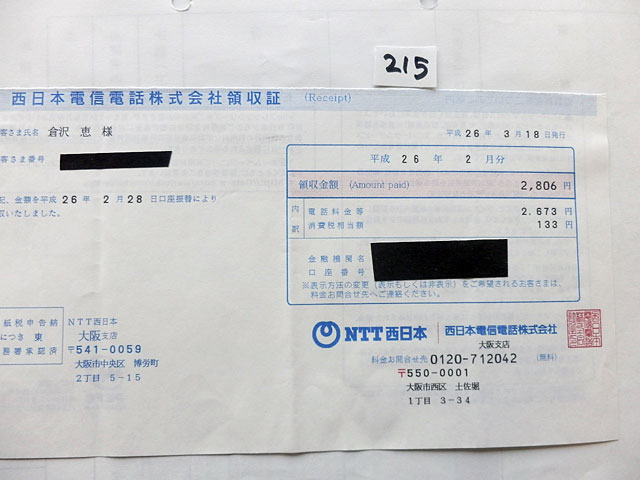 215
西日本電信電話株式会社領収証 (Receipt)
客さま氏名 倉沢 恵 様
平成 26 年 3 月 18 日発行
客さま番号
平成 26 年 2 月分
領収金額 (Amount paid) 2,806 円
記、金額を平成 26 年 2 月 28 日口座振替により
収いたしました。
内訳
電話料金等 2,673 円
消費税相当額 133 円
金融機関名
口座番号
※表示方法の変更(表示もしくは非表示)をご希望されるお客さまは、
料金お問合せ先へご連絡ください。
紙税申告納
につき 東
務署承認済
NTT西日本
大阪支店
〒541-0059
大阪市中央区 博労町
2丁目 5-15
NTT西日本 西日本電信電話株式会社
大阪支店
料金お問合せ先 0120-712042 (無料)
〒550-0001
大阪市西区 土佐堀
1丁目 3-34